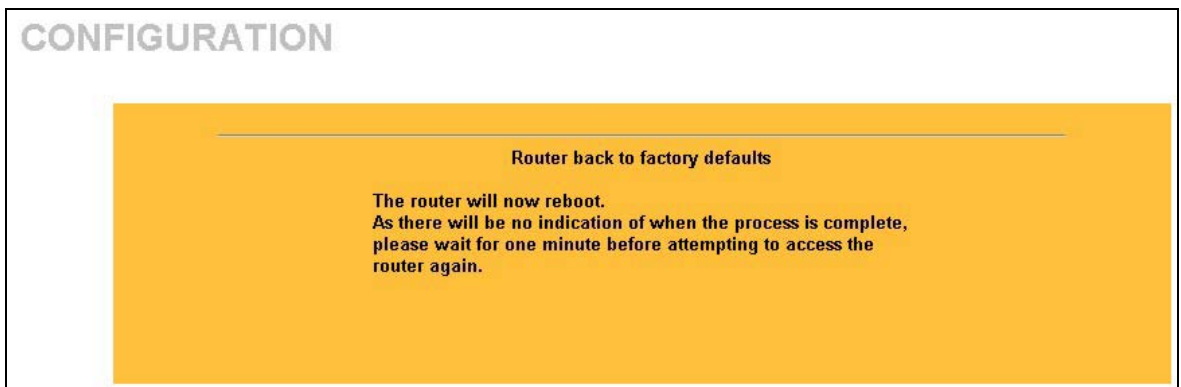 CONFIGURATION
Router back to factory defaults
The router will now reboot.
As there will be no indication of when the process is complete,
please wait for one minute before attempting to access the
router again.